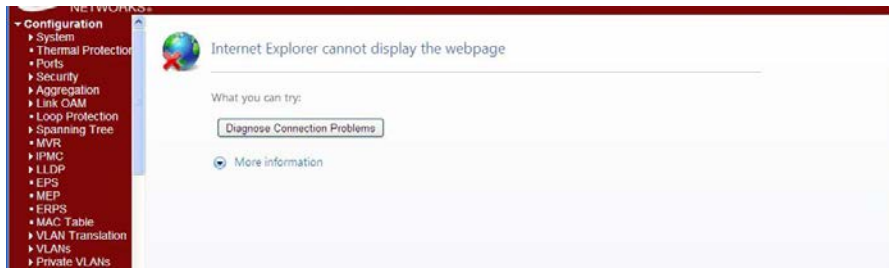 NETWORKS®
Configuration
System
Thermal Protection
Ports
Security
Aggregation
Link OAM
Loop Protection
Spanning Tree
MVR
IPMC
LLDP
EPS
MEP
ERPS
MAC Table
VLAN Translation
VLANs
Private VLANs
Internet Explorer cannot display the webpage
What you can try:
Diagnose Connection Problems
More information